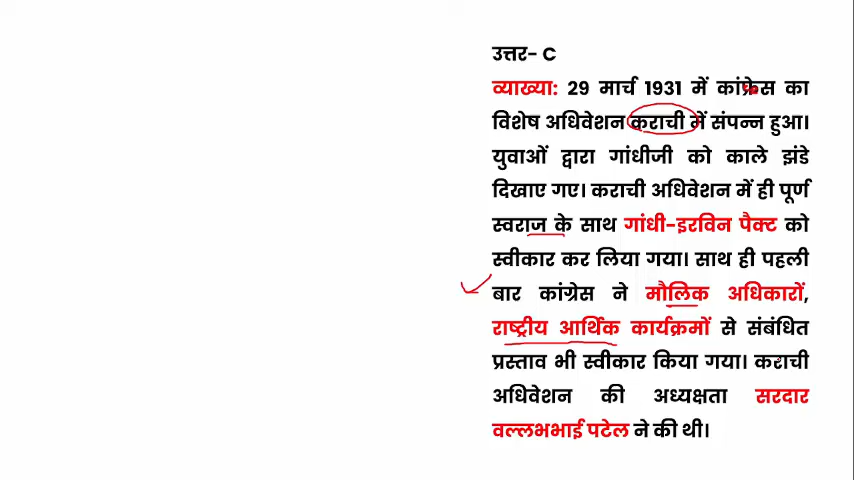 उत्तर- C
व्याख्या: 29 मार्च 1931 में कांग्रेस का
विशेष अधिवेशन कराची में संपन्न हुआ।
युवाओं द्वारा गांधीजी को काले झंडे
दिखाए गए। कराची अधिवेशन में ही पूर्ण
स्वराज के साथ गांधी-इरविन पैक्ट को
स्वीकार कर लिया गया। साथ ही पहली
बार कांग्रेस ने मौलिक अधिकारों,
राष्ट्रीय आर्थिक कार्यक्रमों से संबंधित
प्रस्ताव भी स्वीकार किया गया। कराची
अधिवेशन की अध्यक्षता सरदार
वल्लभभाई पटेल ने की थी।